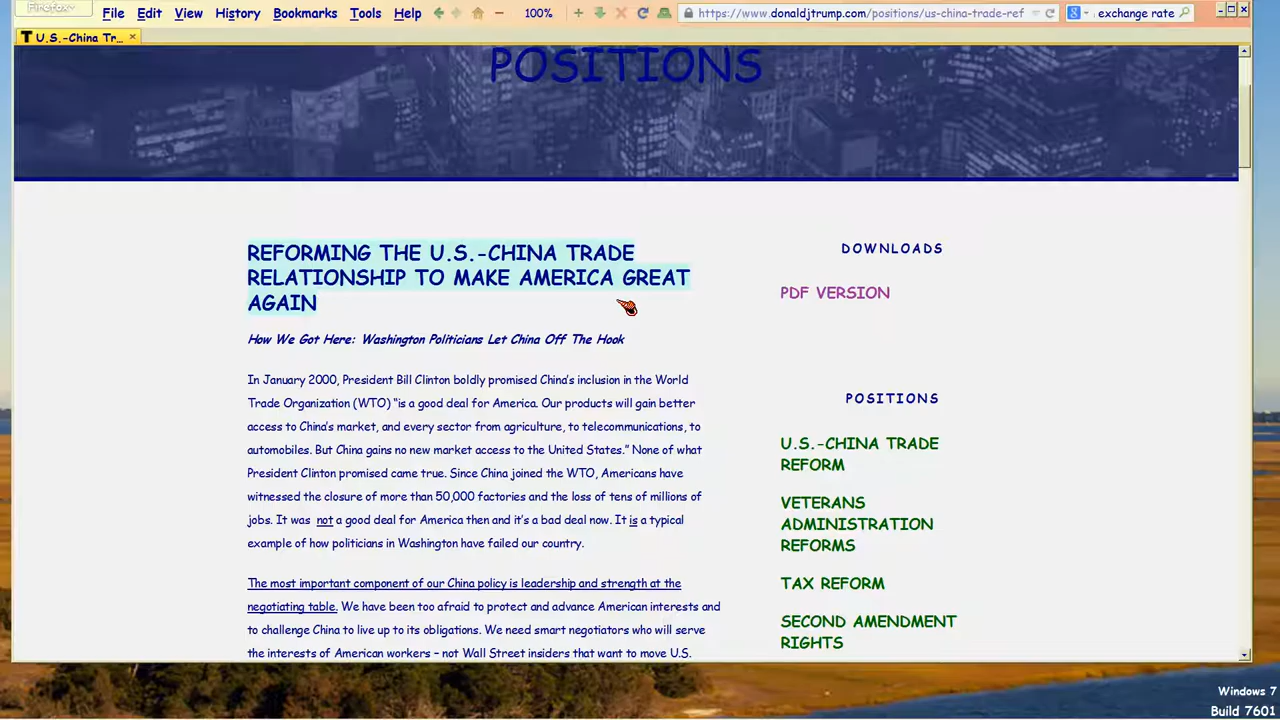 Firefox
File Edit View History Bookmarks Tools Help 100% https://www.donaldjtrump.com/positions/us-china-trade-ref exchange rate
U.S.-China Tr...
POSITIONS
REFORMING THE U.S.-CHINA TRADE
RELATIONSHIP TO MAKE AMERICA GREAT
AGAIN
How We Got Here: Washington Politicians Let China Off The Hook
In January 2000, President Bill Clinton boldly promised China's inclusion in the World
Trade Organization (WTO) "is a good deal for America. Our products will gain better
access to China's market, and every sector from agriculture, to telecommunications, to
automobiles. But China gains no new market access to the United States." None of what
President Clinton promised came true. Since China joined the WTO, Americans have
witnessed the closure of more than 50,000 factories and the loss of tens of millions of
jobs. It was not a good deal for America then and it's a bad deal now. It is a typical
example of how politicians in Washington have failed our country.
The most important component of our China policy is leadership and strength at the
negotiating table. We have been too afraid to protect and advance American interests and
to challenge China to live up to its obligations. We need smart negotiators who will serve
the interests of American workers – not Wall Street insiders that want to move U.S.
DOWNLOADS
PDF VERSION
POSITIONS
U.S.-CHINA TRADE
REFORM
VETERANS
ADMINISTRATION
REFORMS
TAX REFORM
SECOND AMENDMENT
RIGHTS
Windows 7
Build 7601